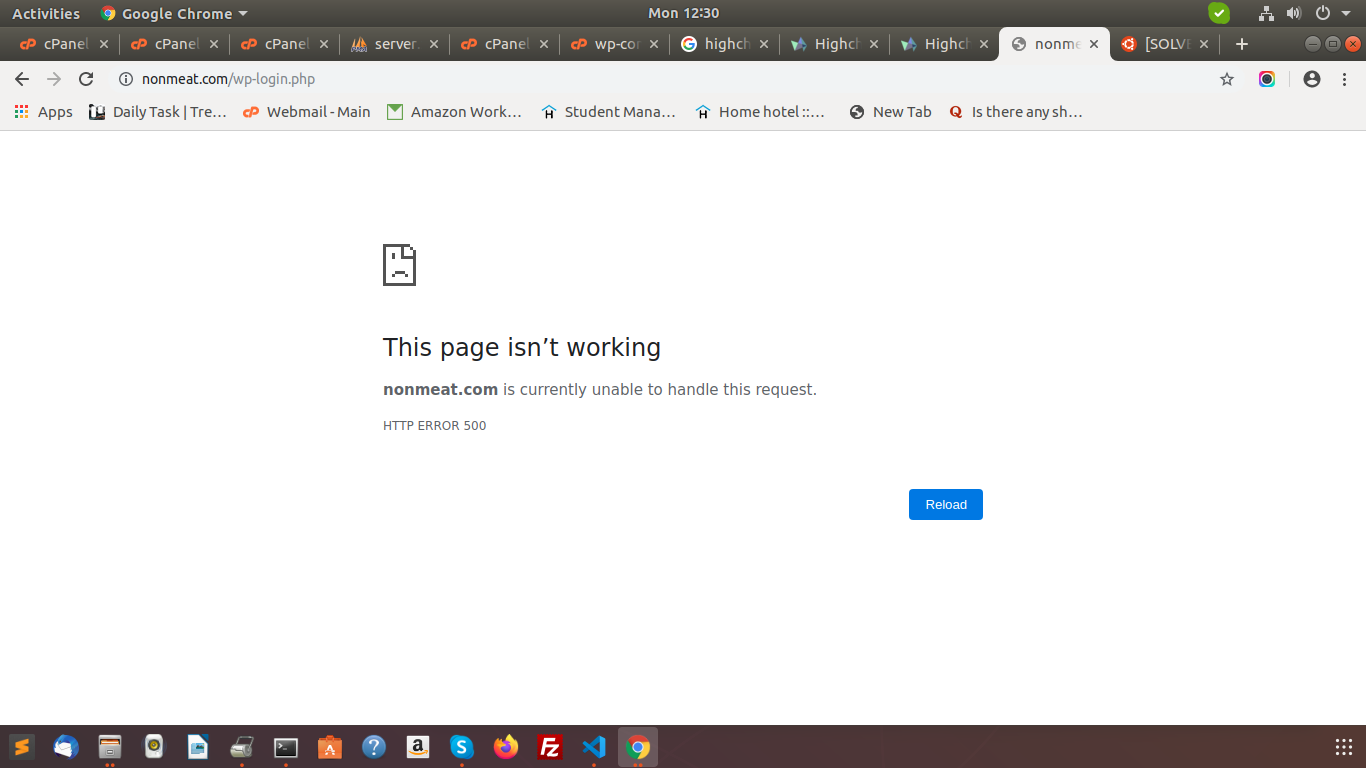 Activities
Google Chrome
Mon 12:30
cPanel
cPanel
cPanel
server.
cPanel
wp-con
highch
Highch
Highch
nonme
[SOLVE
nonmeat.com/wp-login.php
Apps
Daily Task | Tre...
Webmail - Main
Amazon Work...
Student Mana...
Home hotel ::...
New Tab
Is there any sh...
This page isn’t working
nonmeat.com is currently unable to handle this request.
HTTP ERROR 500
Reload